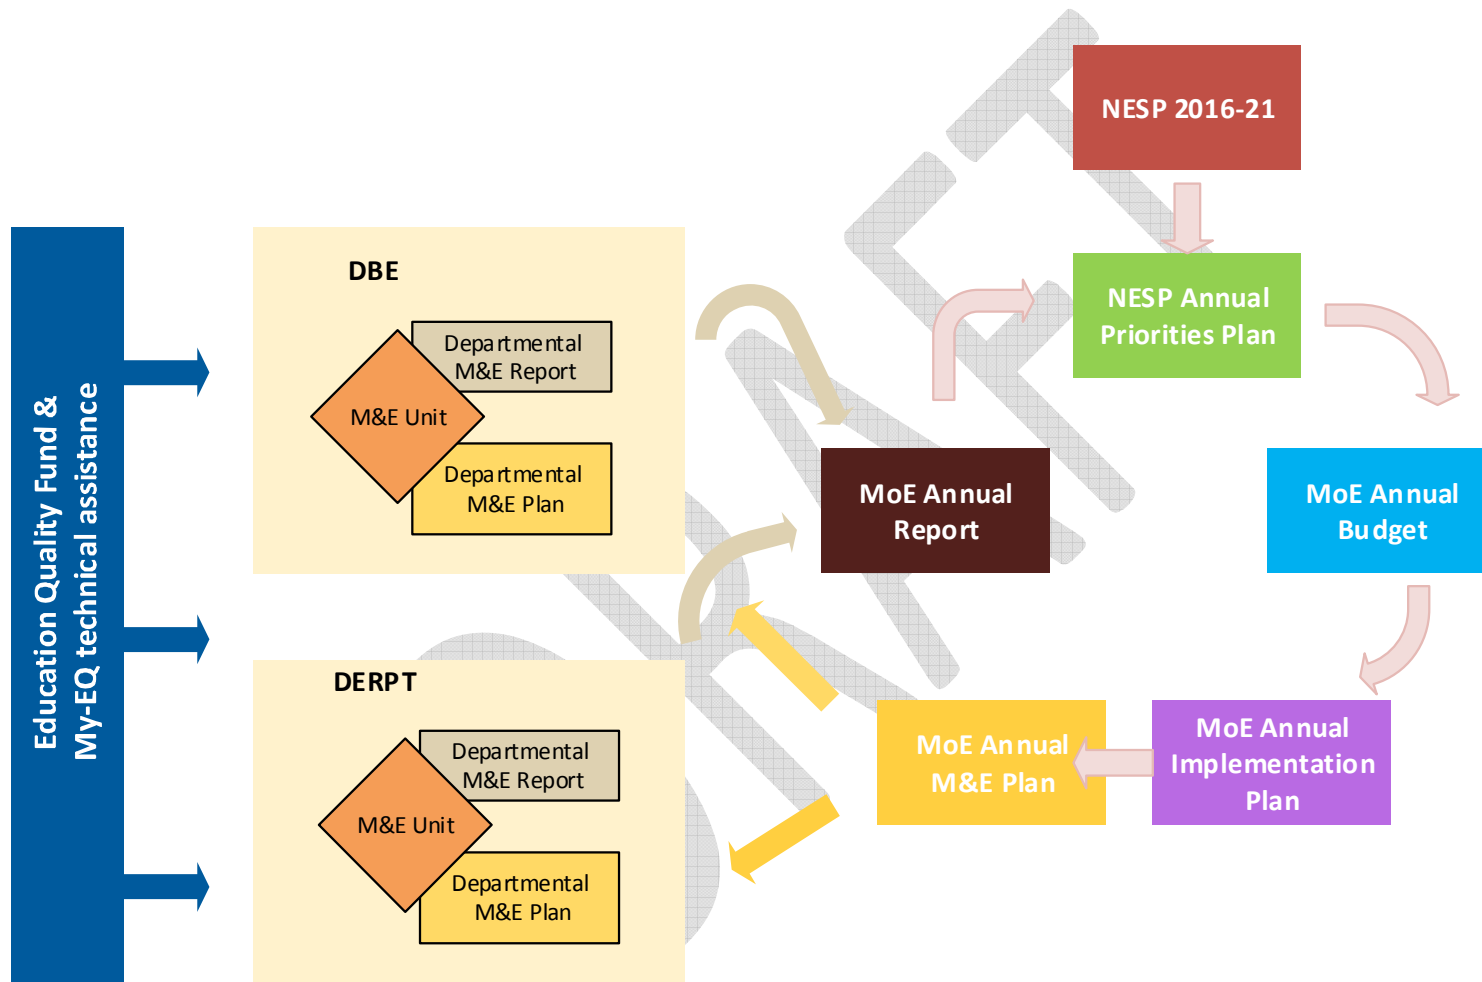 Education Quality Fund &
My-EQ technical assistance
DBE
Departmental
M&E Report
M&E Unit
Departmental
M&E Plan
DERPT
Departmental
M&E Report
M&E Unit
Departmental
M&E Plan
NESP 2016-21
NESP Annual
Priorities Plan
MoE Annual
Report
MoE Annual
Budget
MoE Annual
M&E Plan
MoE Annual
Implementation
Plan
DRAFT